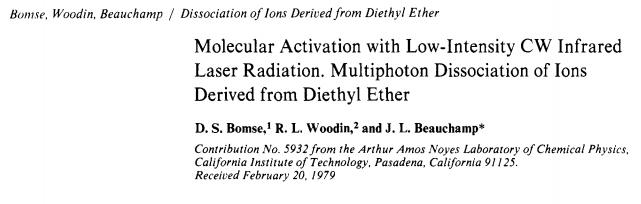 Bomse, Woodin, Beauchamp / Dissociation of Ions Derived from Diethyl Ether
Molecular Activation with Low-Intensity CW Infrared
Laser Radiation. Multiphoton Dissociation of Ions
Derived from Diethyl Ether
D. S. Bomse,¹ R. L. Woodin,² and J. L. Beauchamp*
Contribution No. 5932 from the Arthur Amos Noyes Laboratory of Chemical Physics,
California Institute of Technology, Pasadena, California 91125.
Received February 20, 1979